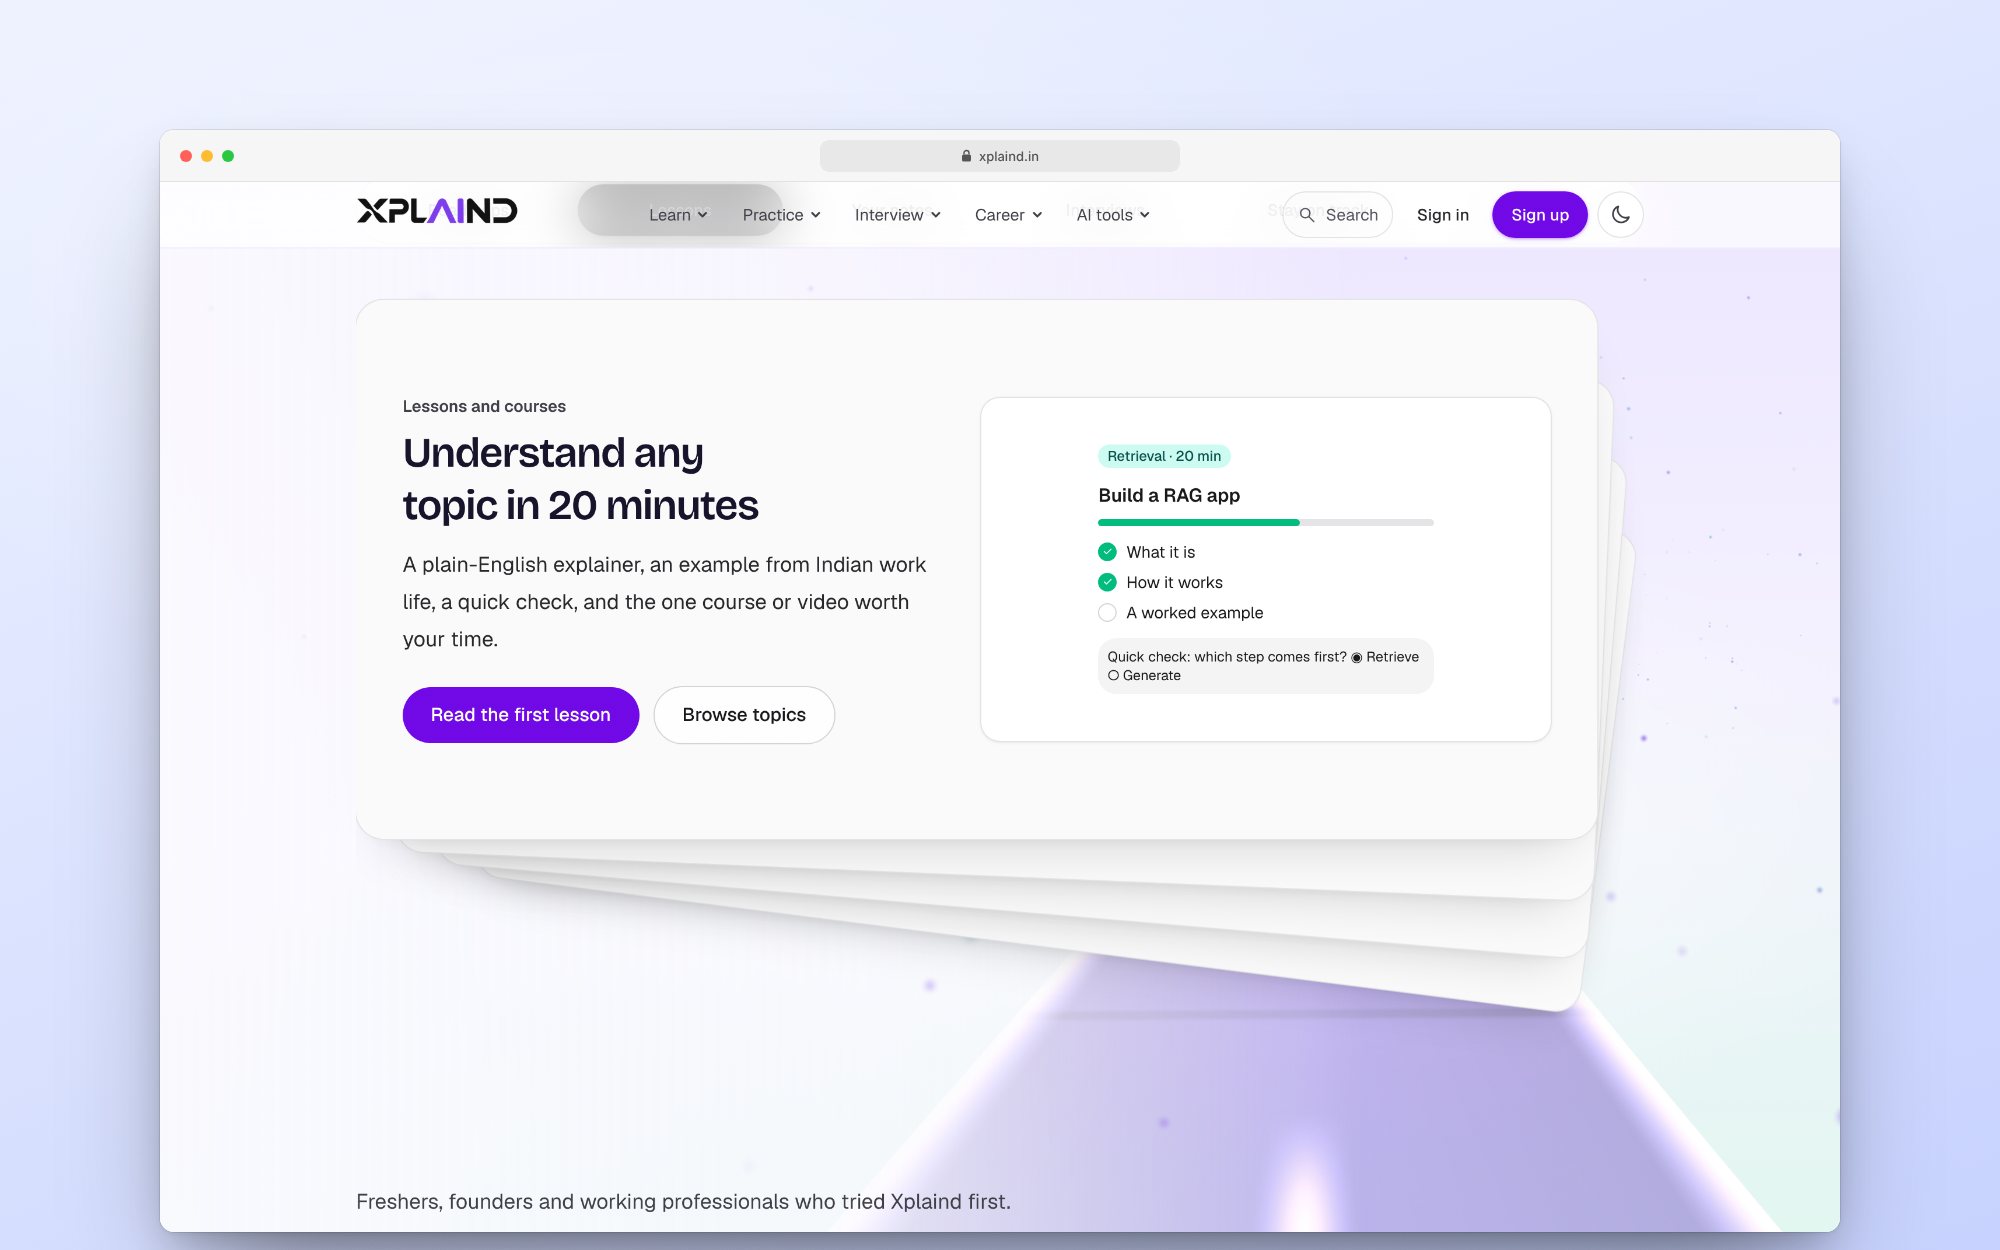 xplaind.in
XPLAIND
Learn Practice Interview Career AI tools Search Sign in Sign up
Lessons and courses
Understand any
topic in 20 minutes
A plain-English explainer, an example from Indian work
life, a quick check, and the one course or video worth
your time.
Read the first lesson Browse topics
Retrieval · 20 min
Build a RAG app
What it is
How it works
A worked example
Quick check: which step comes first? ◉ Retrieve
○ Generate
Freshers, founders and working professionals who tried Xplaind first.